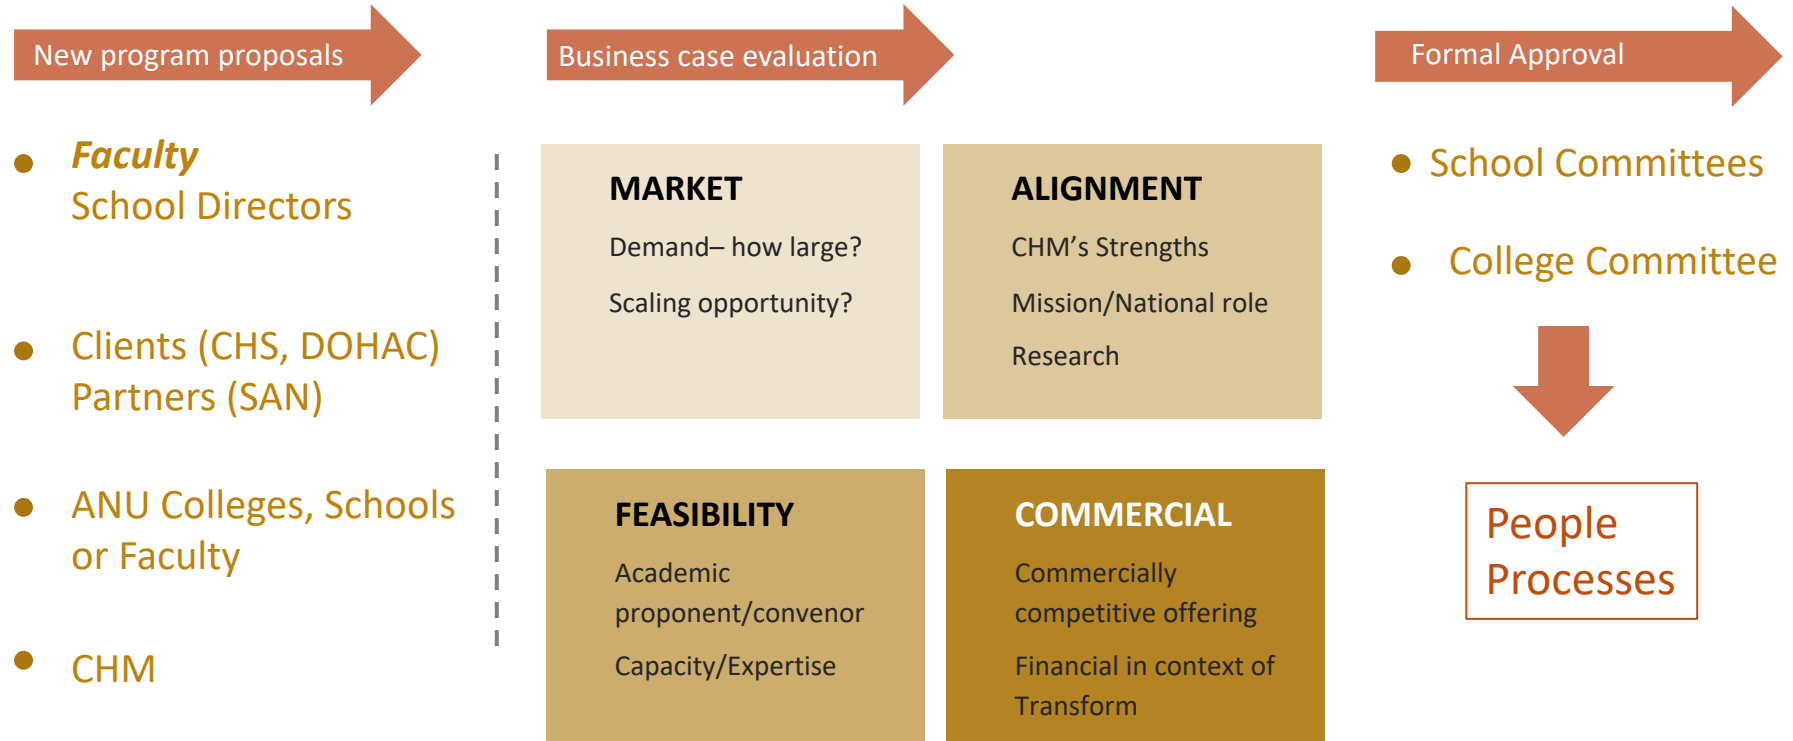 New program proposals
Faculty
School Directors
Clients (CHS, DOHAC)
Partners (SAN)
ANU Colleges, Schools
or Faculty
CHM
Business case evaluation
MARKET
Demand– how large?
Scaling opportunity?
ALIGNMENT
CHM’s Strengths
Mission/National role
Research
FEASIBILITY
Academic
proponent/convenor
Capacity/Expertise
COMMERCIAL
Commercially
competitive offering
Financial in context of
Transform
Formal Approval
School Committees
College Committee
People
Processes